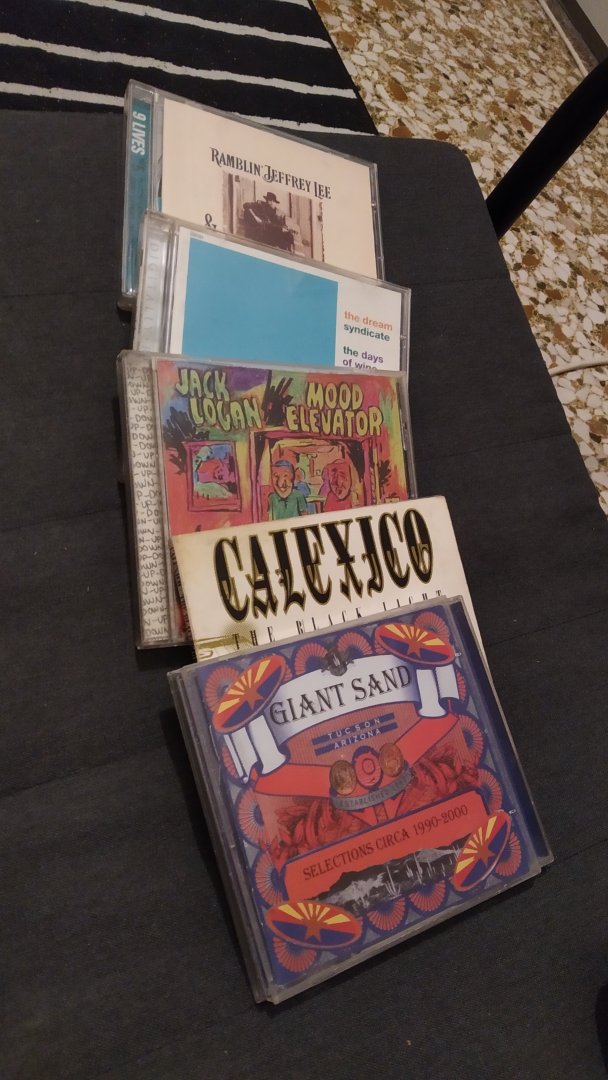 9 LIVES
RAMBLIN' JEFFREY LEE
&
the dream
syndicate
the days
of wine
JACK
LOGAN
MOOD
ELEVATOR
CALEXICO
THE BLACK LIGHT
GIANT SAND
TUCSON
ARIZONA
ESTABLISHED
SELECTIONS CIRCA 1990-2000